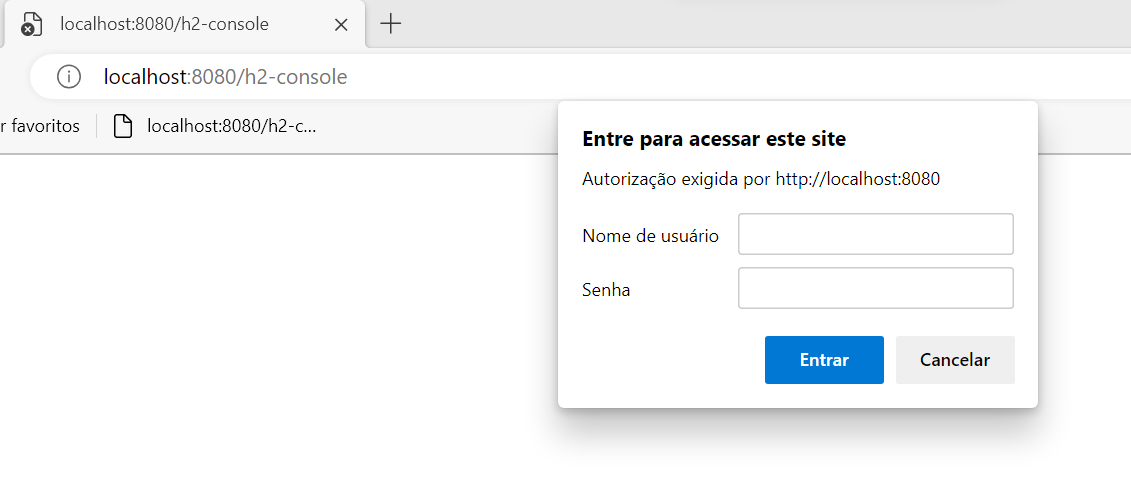 localhost:8080/h2-console
localhost:8080/h2-console
r favoritos
localhost:8080/h2-c...
Entre para acessar este site
Autorização exigida por http://localhost:8080
Nome de usuário
Senha
Entrar
Cancelar